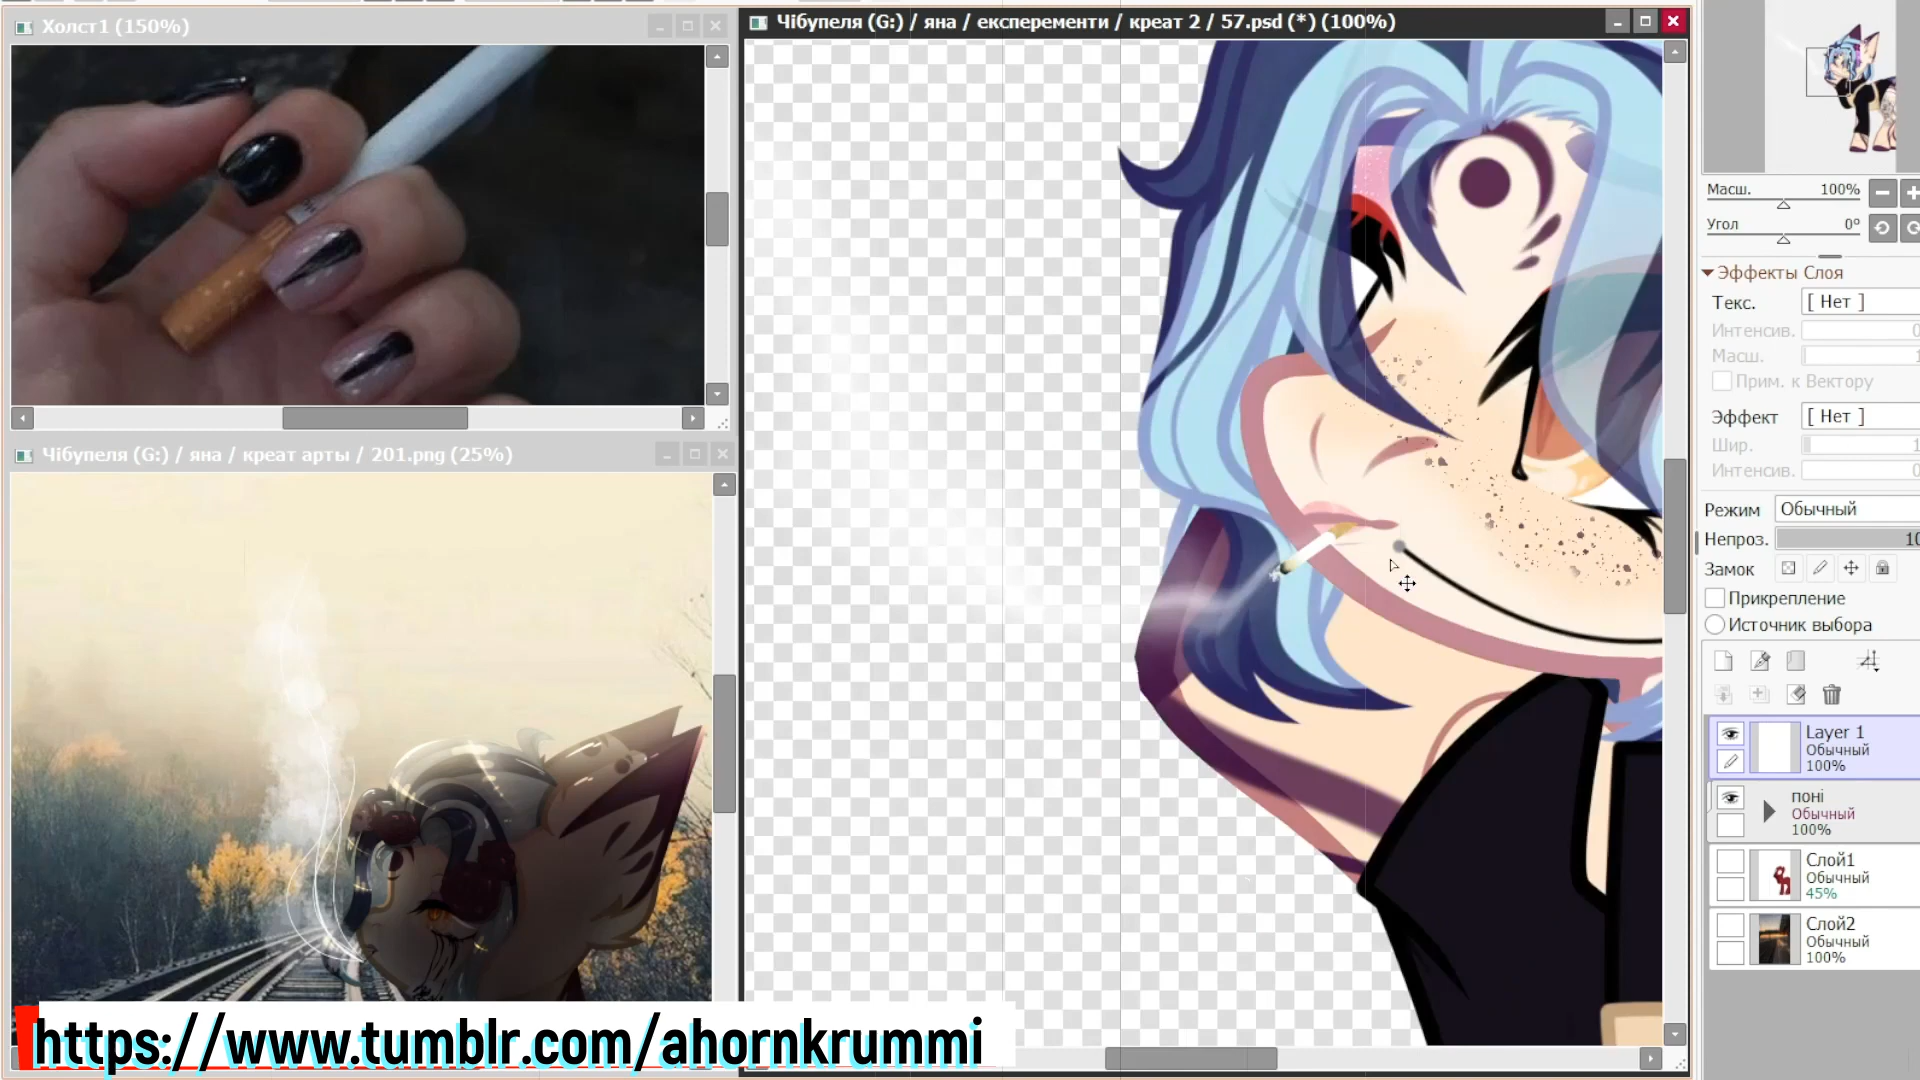 Холст1 (150%)
Чібупеля (G:) / яна / експеременти / креат 2 / 57.psd (*) (100%)
Чібупеля (G:) / яна / креат арты / 201.png (25%)
https://www.tumblr.com/ahornkrummi
Масш. 100%
Угол 0º
Эффекты Слоя
Текс. [ Нет ]
Интенсив.
Масш.
Прим. к Вектору
Эффект [ Нет ]
Шир.
Интенсив.
Режим Обычный
Непроз.
Замок
Прикрепление
Источник выбора
Layer 1
Обычный
100%
поні
Обычный
100%
Слой1
Обычный
45%
Слой2
Обычный
100%